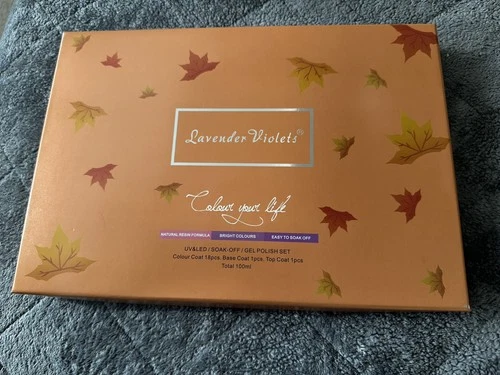 Lavender Violets®
Colour your life
NATURAL RESIN FORMULA BRIGHT COLOURS EASY TO SOAK OFF
UV&LED / SOAK-OFF / GEL POLISH SET
Colour Coat 18pcs, Base Coat 1pcs, Top Coat 1pcs
Total 100ml